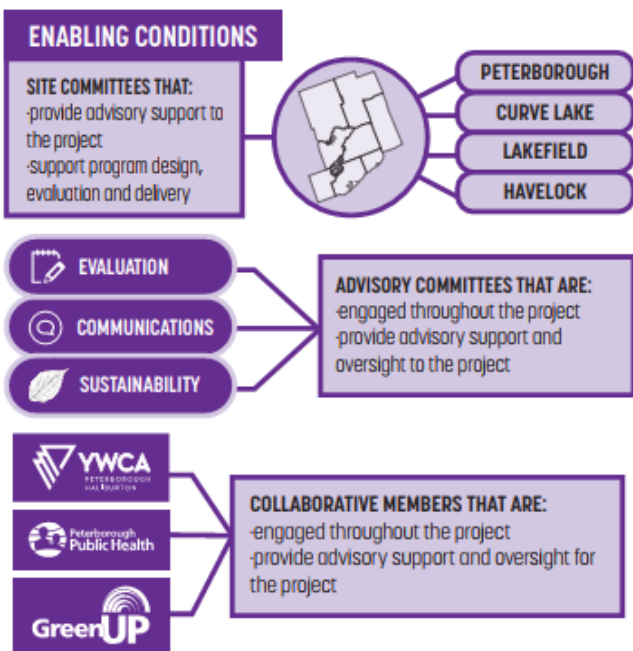 ENABLING CONDITIONS
SITE COMMITTEES THAT:
·provide advisory support to
the project
·support program design,
evaluation and delivery
PETERBOROUGH
CURVE LAKE
LAKEFIELD
HAVELOCK
EVALUATION
COMMUNICATIONS
SUSTAINABILITY
ADVISORY COMMITTEES THAT ARE:
·engaged throughout the project
·provide advisory support and
oversight to the project
YWCA
PETERBOROUGH
HALIBURTON
Peterborough
Public Health
GreenUP
COLLABORATIVE MEMBERS THAT ARE:
·engaged throughout the project
·provide advisory support and oversight for
the project